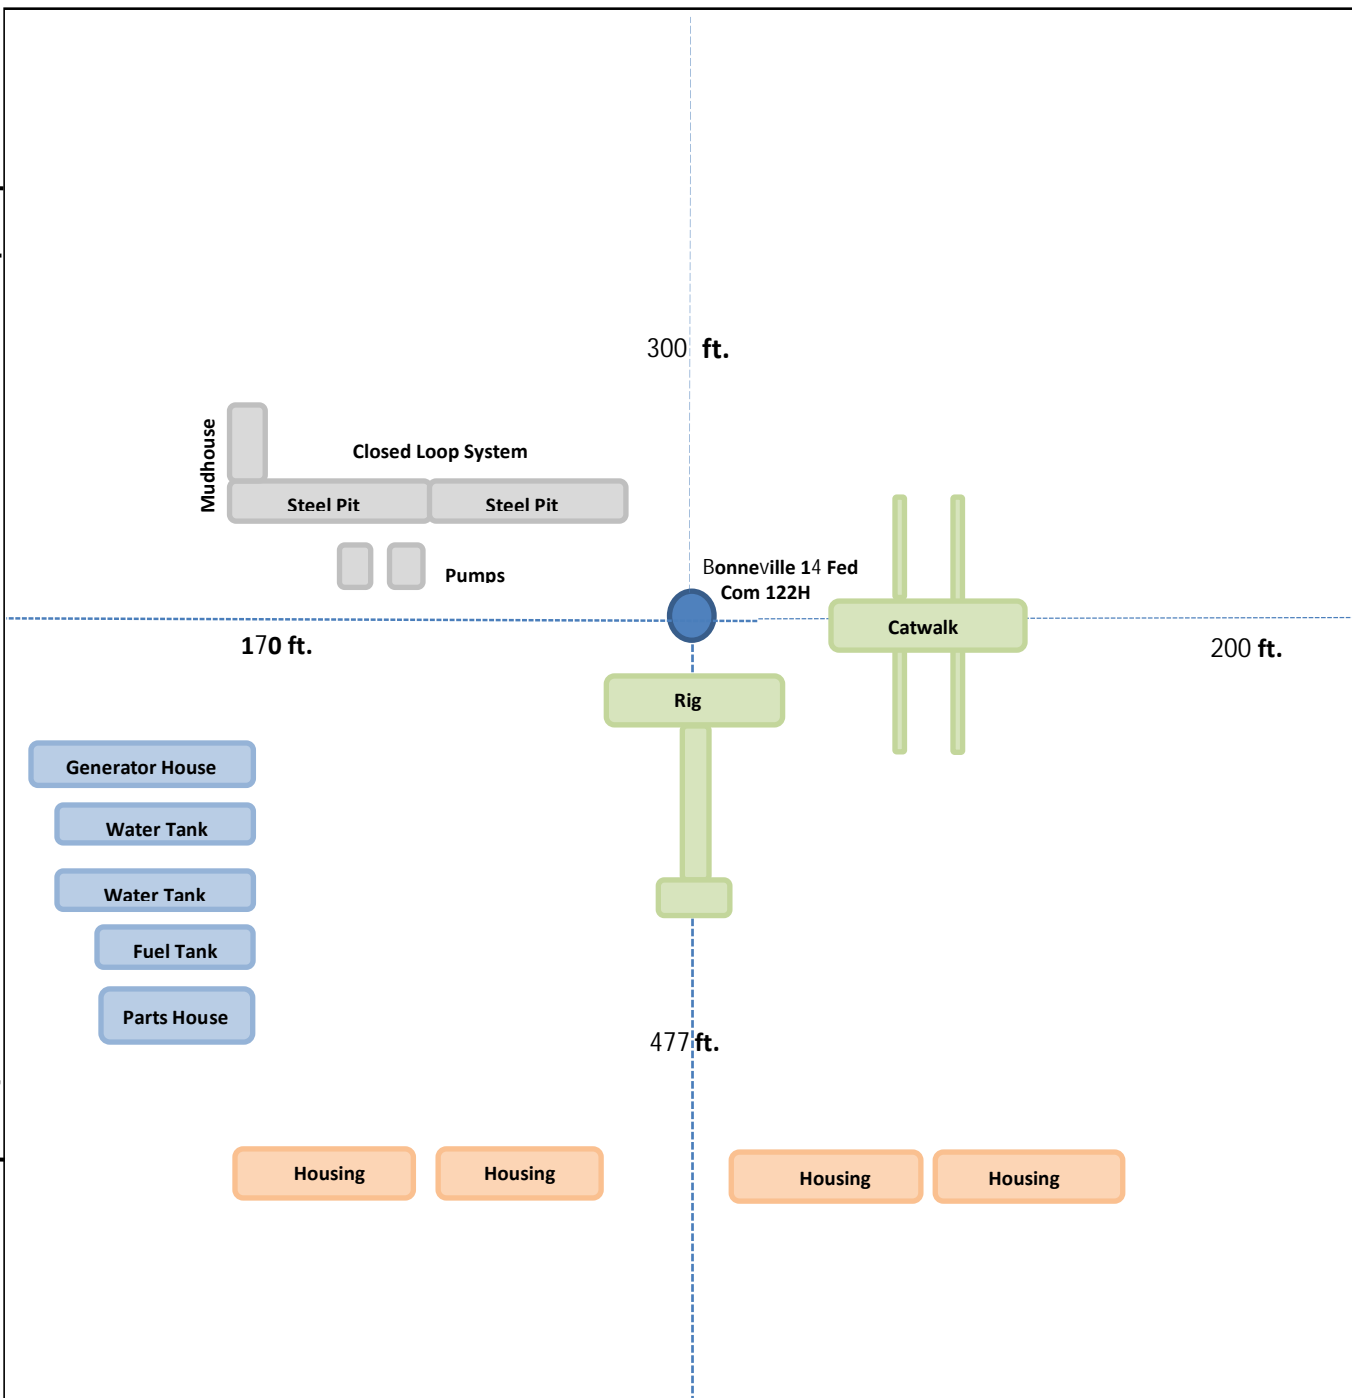 300 ft.
Mudhouse
Closed Loop System
Steel Pit
Steel Pit
Pumps
Bonneville 14 Fed
Com 122H
Catwalk
170 ft.
200 ft.
Rig
Generator House
Water Tank
Water Tank
Fuel Tank
Parts House
477 ft.
Housing
Housing
Housing
Housing